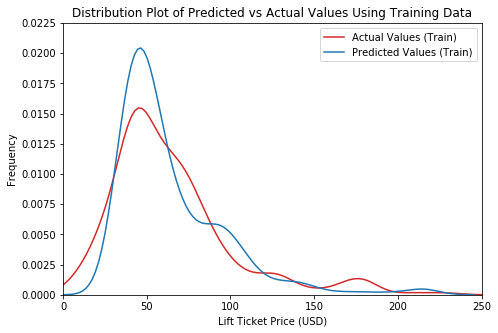 Distribution Plot of Predicted vs Actual Values Using Training Data
Actual Values (Train)
Predicted Values (Train)
Frequency
0.0225
0.0200
0.0175
0.0150
0.0125
0.0100
0.0075
0.0050
0.0025
0.0000
0 50 100 150 200 250
Lift Ticket Price (USD)